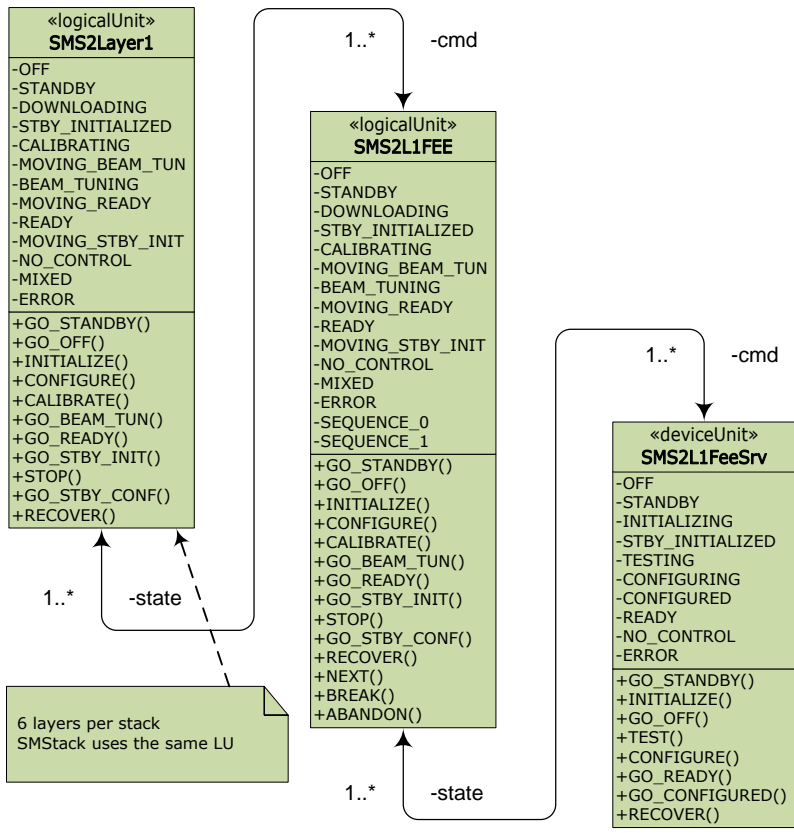 «logicalUnit»
SMS2Layer1
-OFF
-STANDBY
-DOWNLOADING
-STBY_INITIALIZED
-CALIBRATING
-MOVING_BEAM_TUN
-BEAM_TUNING
-MOVING_READY
-READY
-MOVING_STBY_INIT
-NO_CONTROL
-MIXED
-ERROR
+GO_STANDBY()
+GO_OFF()
+INITIALIZE()
+CONFIGURE()
+CALIBRATE()
+GO_BEAM_TUN()
+GO_READY()
+GO_STBY_INIT()
+STOP()
+GO_STBY_CONF()
+RECOVER()
1..* -state
6 layers per stack
SMStack uses the same LU
1..* -cmd
«logicalUnit»
SMS2L1FEE
-OFF
-STANDBY
-DOWNLOADING
-STBY_INITIALIZED
-CALIBRATING
-MOVING_BEAM_TUN
-BEAM_TUNING
-MOVING_READY
-READY
-MOVING_STBY_INIT
-NO_CONTROL
-MIXED
-ERROR
-SEQUENCE_0
-SEQUENCE_1
+GO_STANDBY()
+GO_OFF()
+INITIALIZE()
+CONFIGURE()
+CALIBRATE()
+GO_BEAM_TUN()
+GO_READY()
+GO_STBY_INIT()
+STOP()
+GO_STBY_CONF()
+RECOVER()
+NEXT()
+BREAK()
+ABANDON()
1..* -state
1..* -cmd
«deviceUnit»
SMS2L1FeeSrv
-OFF
-STANDBY
-INITIALIZING
-STBY_INITIALIZED
-TESTING
-CONFIGURING
-CONFIGURED
-READY
-NO_CONTROL
-ERROR
+GO_STANDBY()
+INITIALIZE()
+GO_OFF()
+TEST()
+CONFIGURE()
+GO_READY()
+GO_CONFIGURED()
+RECOVER()